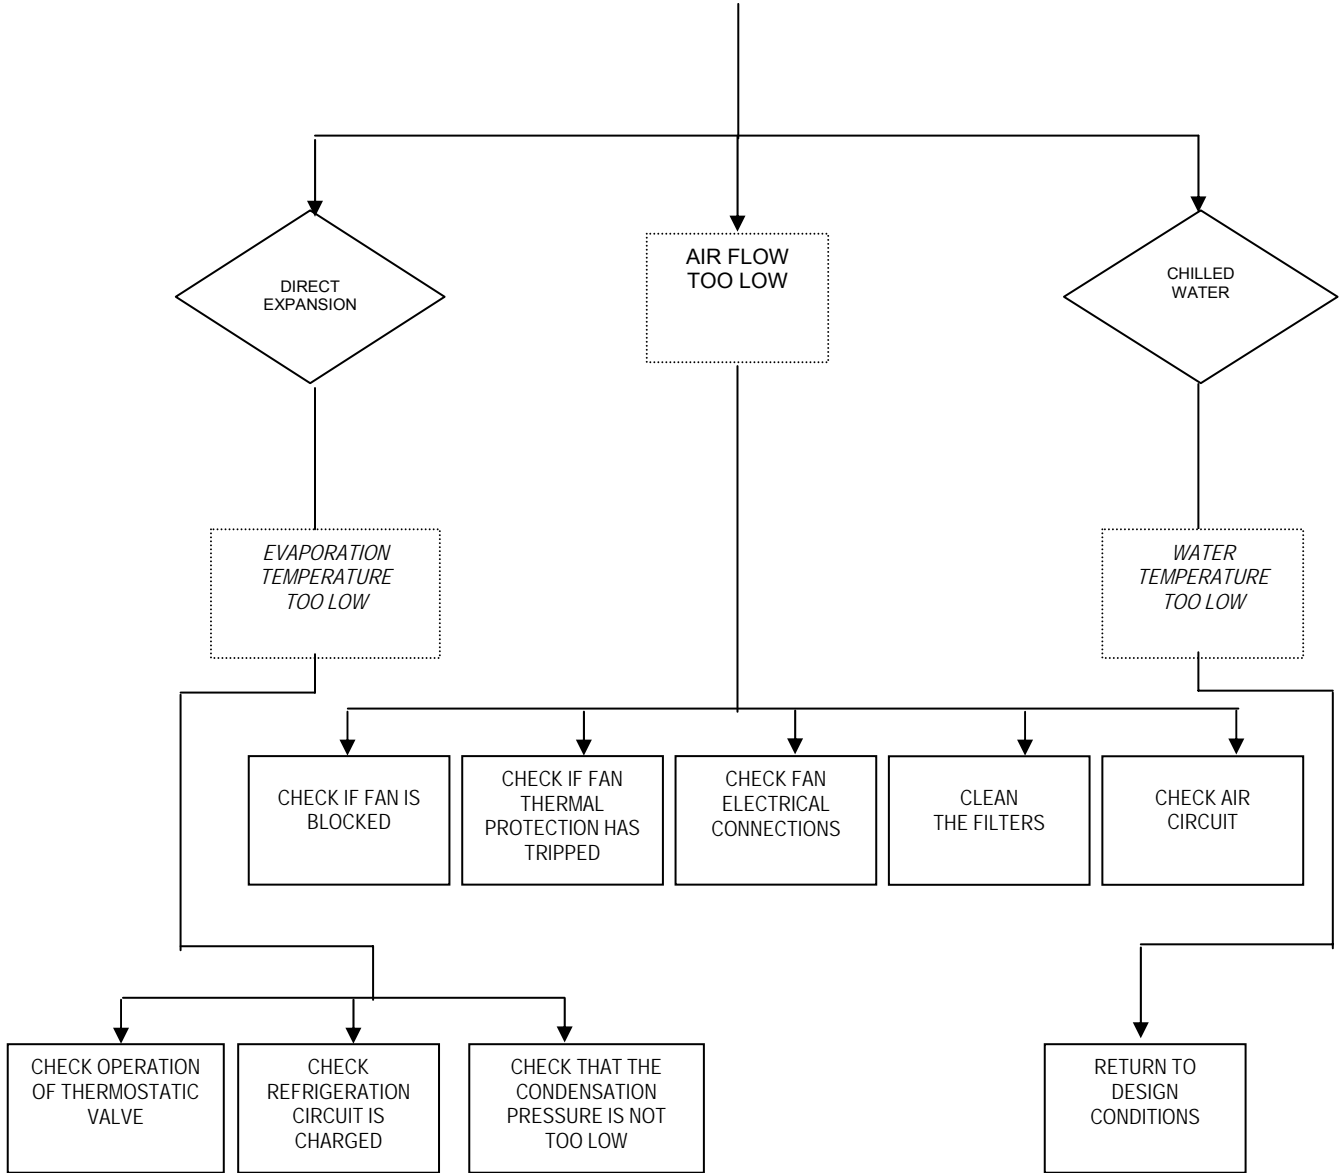 DIRECT
EXPANSION
AIR FLOW
TOO LOW
CHILLED
WATER
EVAPORATION
TEMPERATURE
TOO LOW
WATER
TEMPERATURE
TOO LOW
CHECK IF FAN IS
BLOCKED
CHECK IF FAN
THERMAL
PROTECTION HAS
TRIPPED
CHECK FAN
ELECTRICAL
CONNECTIONS
CLEAN
THE FILTERS
CHECK AIR
CIRCUIT
CHECK OPERATION
OF THERMOSTATIC
VALVE
CHECK
REFRIGERATION
CIRCUIT IS
CHARGED
CHECK THAT THE
CONDENSATION
PRESSURE IS NOT
TOO LOW
RETURN TO
DESIGN
CONDITIONS